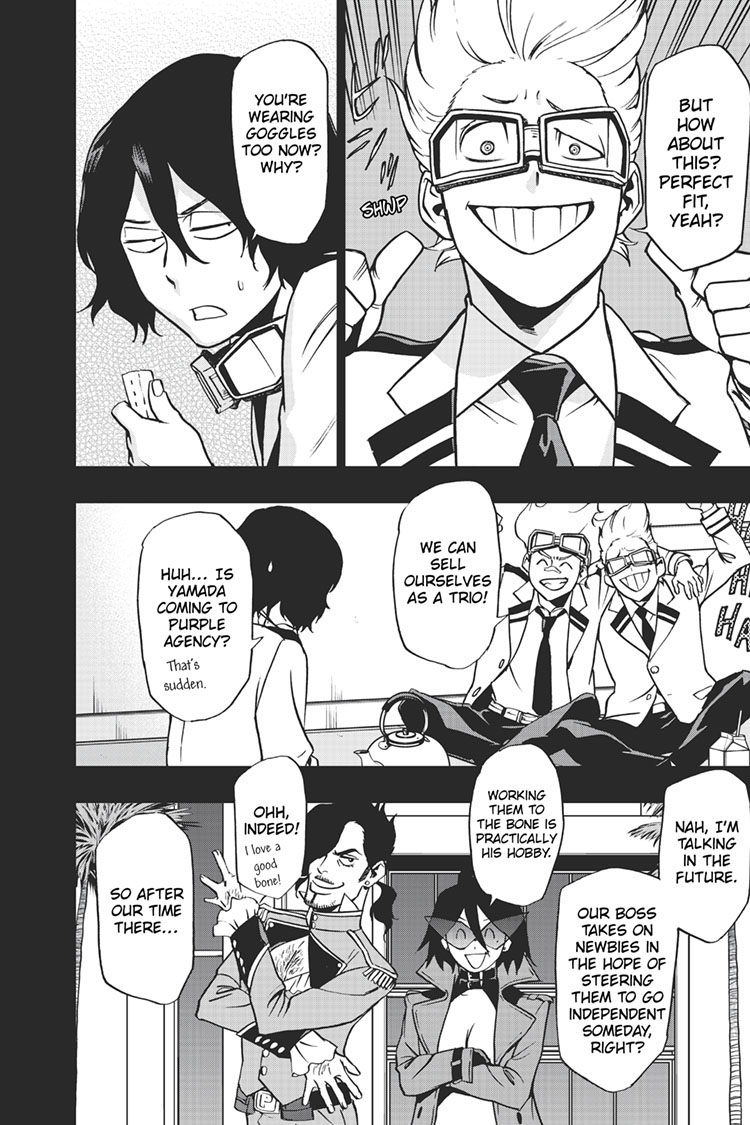 BUT
HOW
ABOUT
THIS?
PERFECT
FIT,
YEAH?
SHWP
YOU'RE
WEARING
GOGGLES
TOO NOW?
WHY?
WE CAN
SELL
OURSELVES
AS A TRIO!
HUH... IS
YAMADA
COMING TO
PURPLE
AGENCY?
That's
sudden.
NAH, I'M
TALKING
IN THE
FUTURE.
OUR BOSS
TAKES ON
NEWBIES IN
THE HOPE OF
STEERING
THEM TO GO
INDEPENDENT
SOMEDAY,
RIGHT?
WORKING
THEM TO
THE BONE IS
PRACTICALLY
HIS HOBBY.
OHH,
INDEED!
I love a
good
bone!
SO AFTER
OUR TIME
THERE...
P